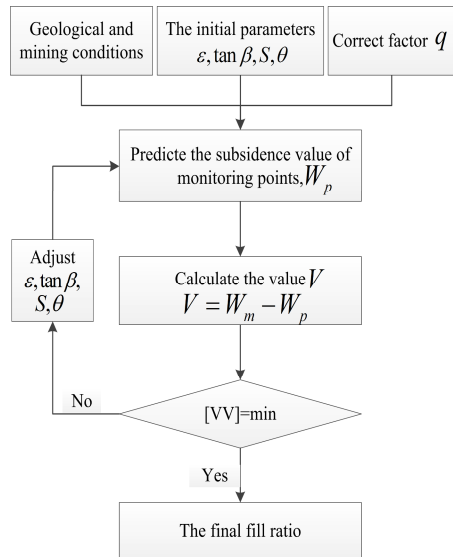 Geological and
mining conditions
The initial parameters
ε,tan β,S,θ
Correct factor q
Predicte the subsidence value of
monitoring points,W_p
Adjust
ε,tan β,
S,θ
Calculate the value V
V = W_m − W_p
No
[VV]=min
Yes
The final fill ratio